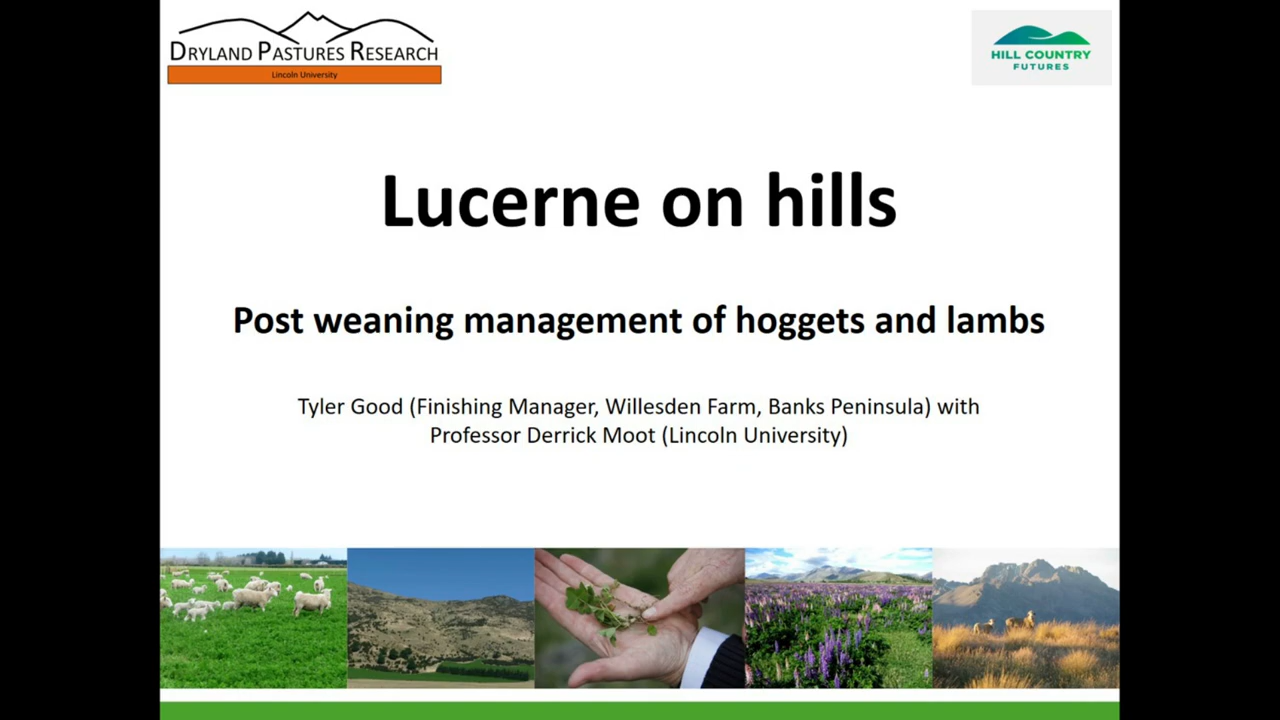 DRYLAND PASTURES RESEARCH
Lincoln University
HILL COUNTRY
FUTURES
Lucerne on hills
Post weaning management of hoggets and lambs
Tyler Good (Finishing Manager, Willesden Farm, Banks Peninsula) with
Professor Derrick Moot (Lincoln University)